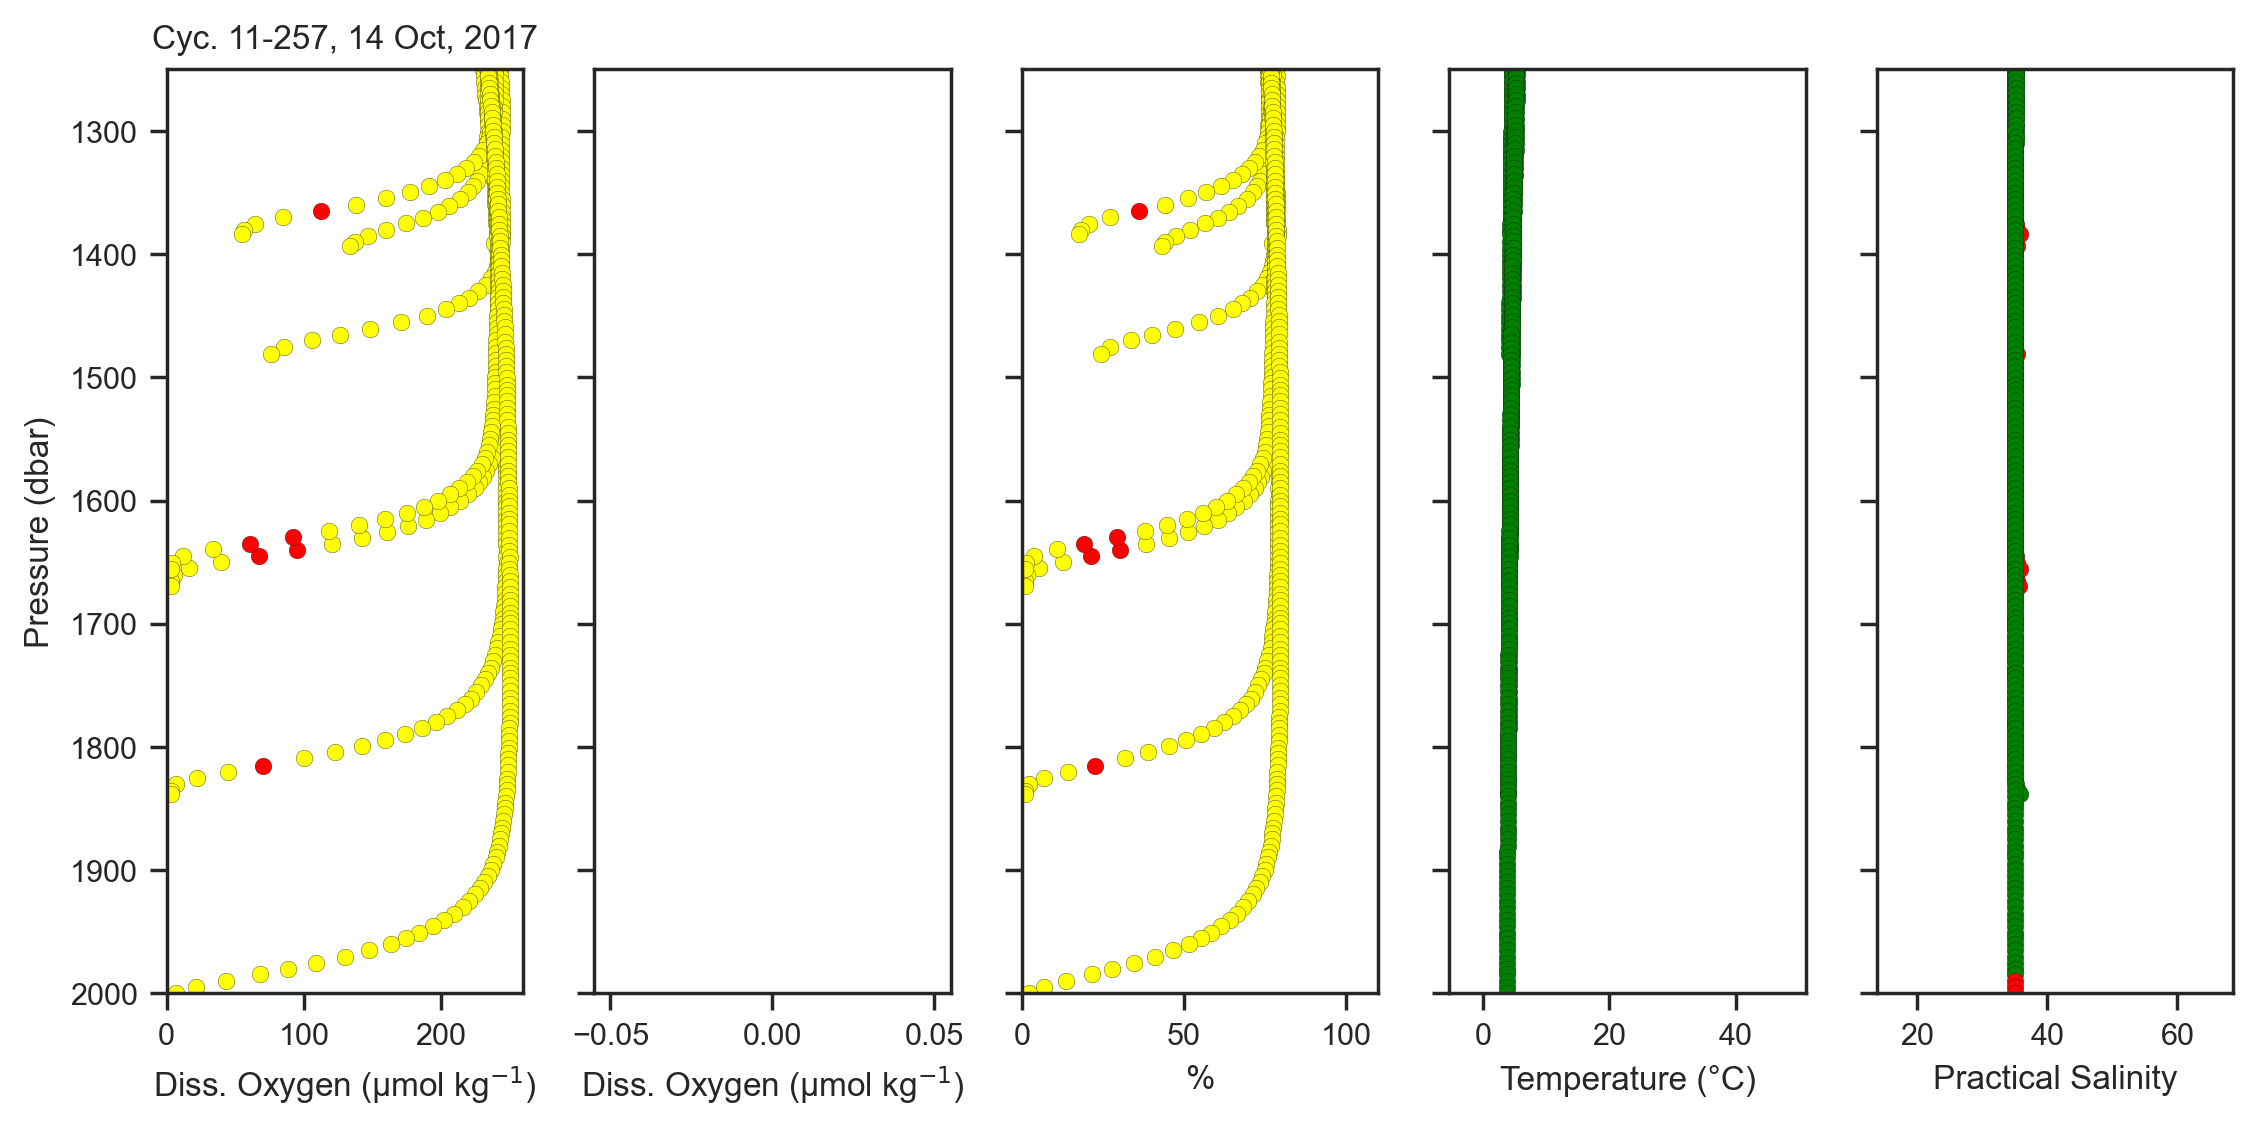 Cyc. 11-257, 14 Oct, 2017
Pressure (dbar)
1300
1400
1500
1600
1700
1800
1900
2000
0 100 200
Diss. Oxygen (µmol kg⁻¹)
−0.05 0.00 0.05
Diss. Oxygen (µmol kg⁻¹)
0 50 100
%
0 20 40
Temperature (°C)
20 40 60
Practical Salinity